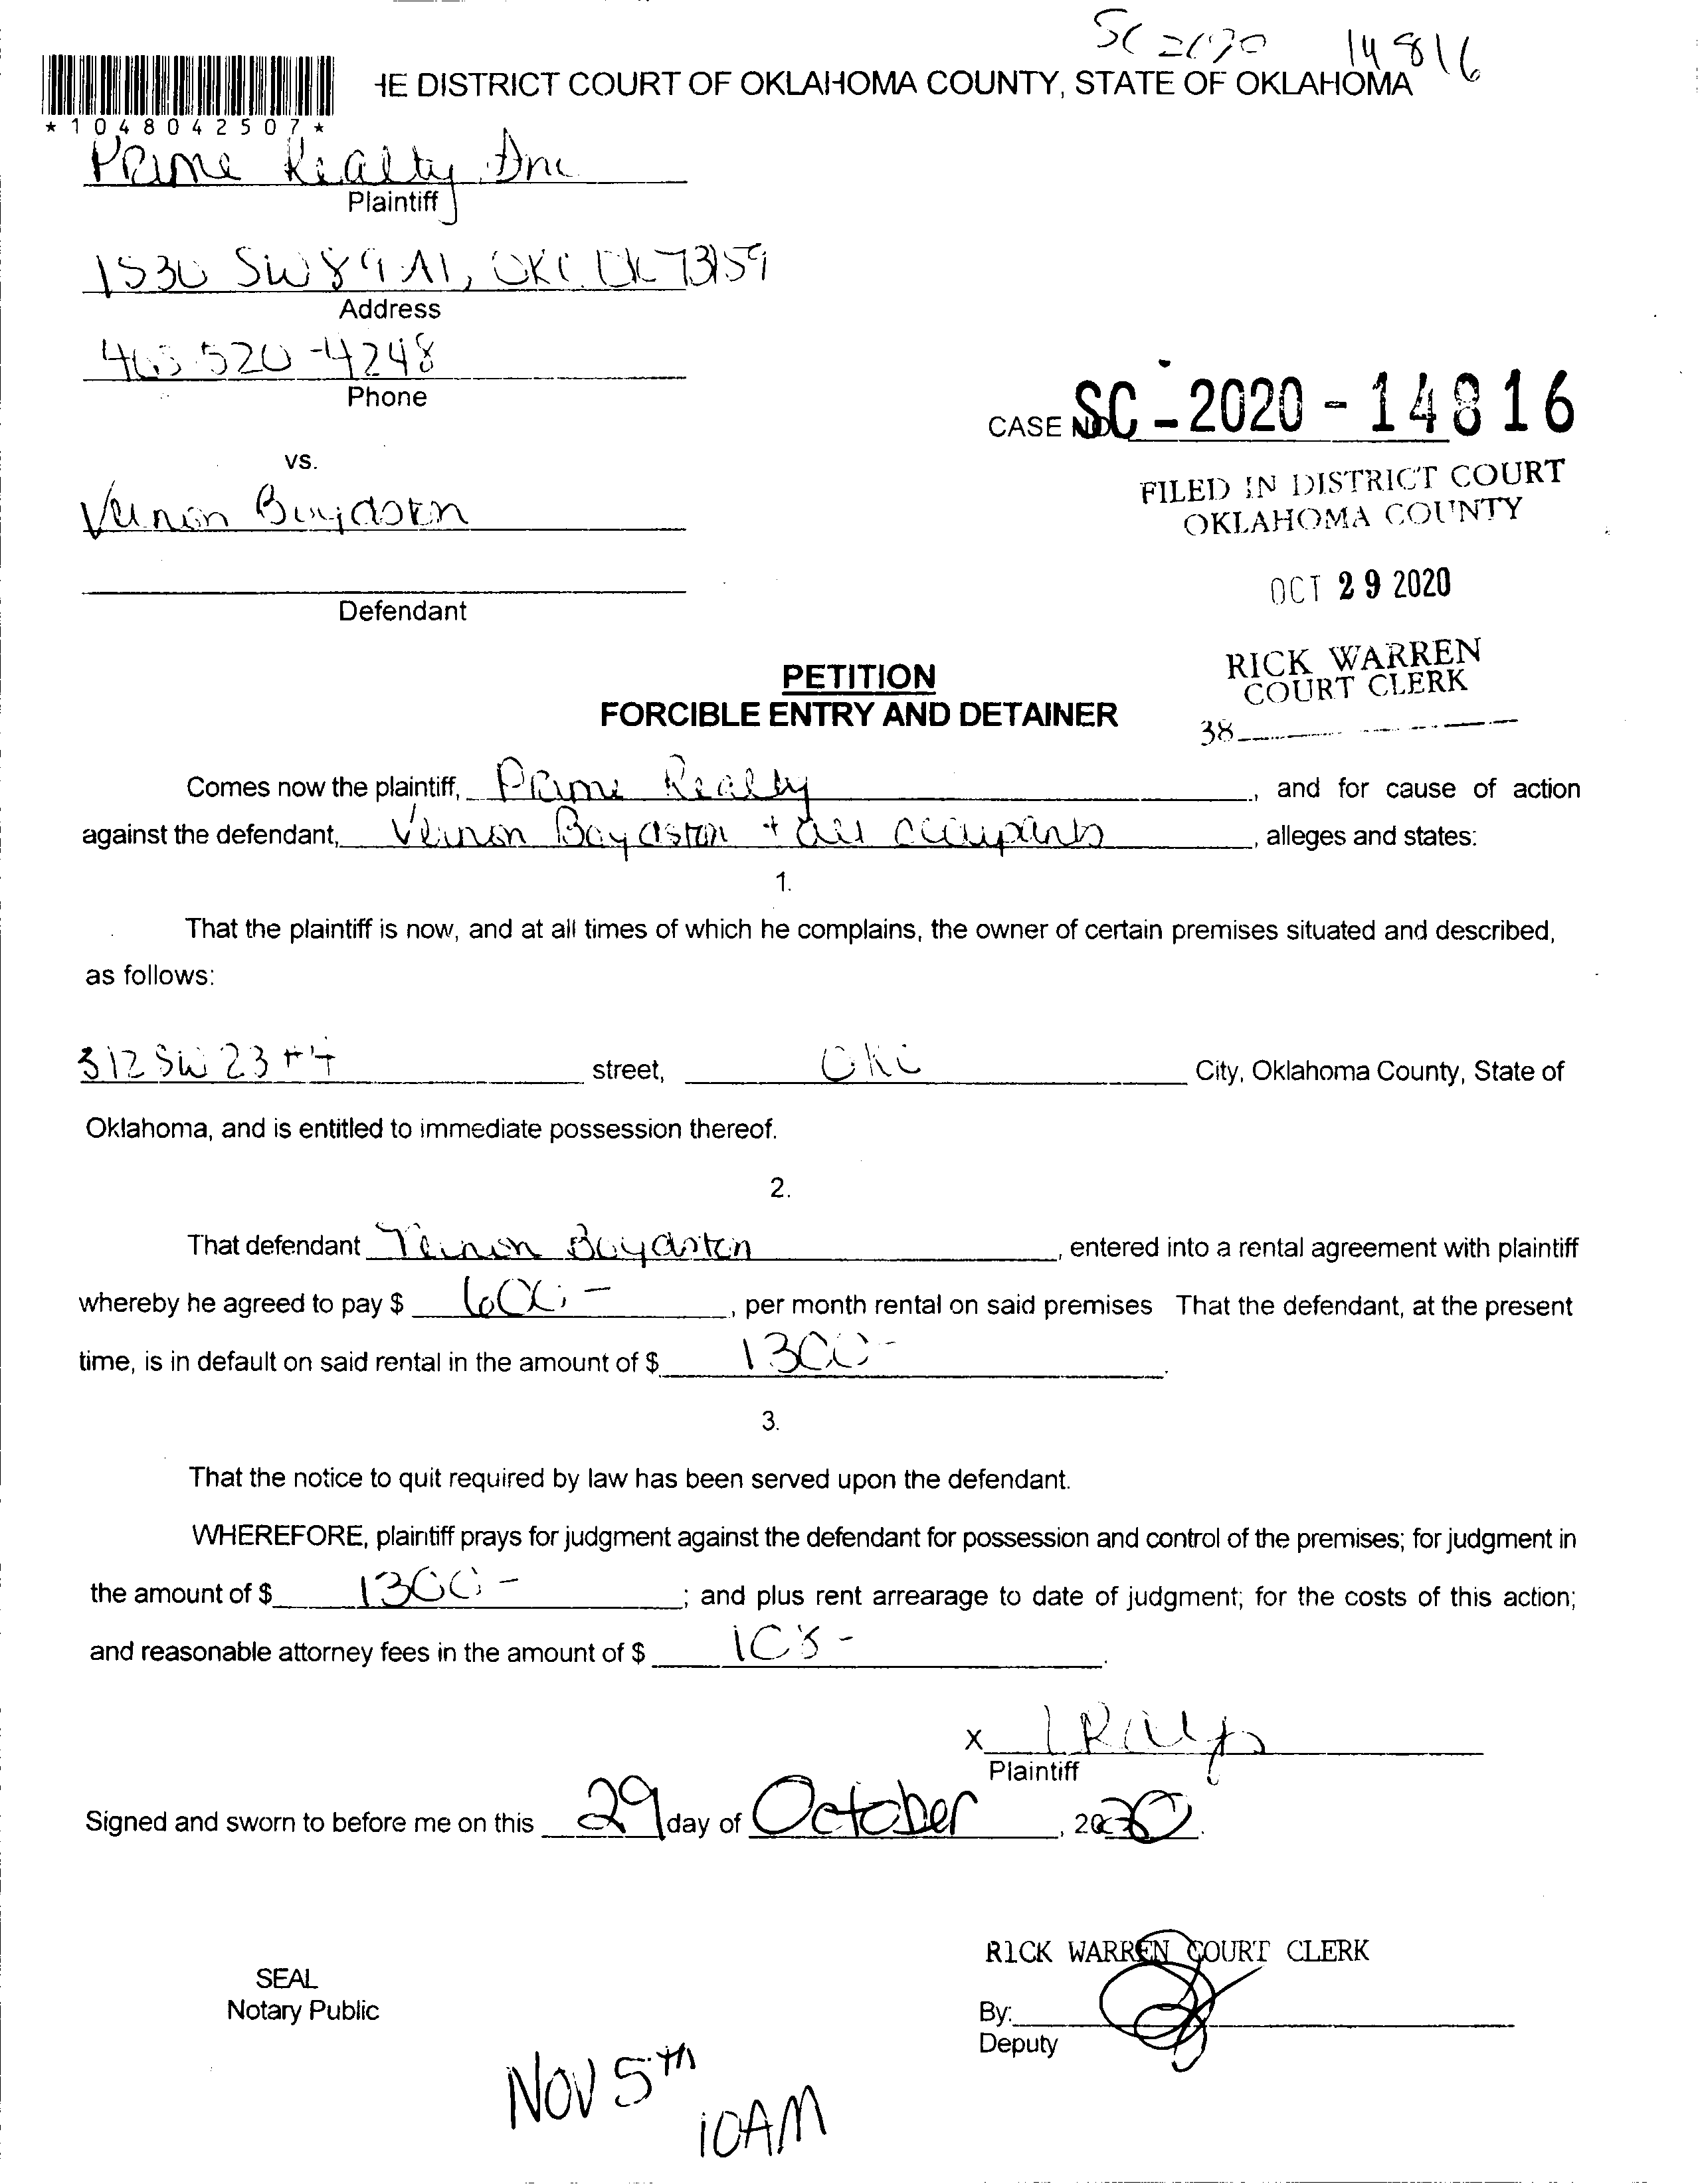 SC 2020 14816
HE DISTRICT COURT OF OKLAHOMA COUNTY, STATE OF OKLAHOMA
*1048042507*
Prime Realty Inc
Plaintiff
1530 SW 89 , OKC OK 73159
Address
405 520-4248
Phone
CASE NO. SC-2020-14816
vs.
FILED IN DISTRICT COURT
OKLAHOMA COUNTY
Vernon Boydston
OCT 29 2020
Defendant
RICK WARREN
COURT CLERK
38
PETITION
FORCIBLE ENTRY AND DETAINER
Comes now the plaintiff, Prime Realty, and for cause of action
against the defendant, Vernon Boydston + all occupants, alleges and states:
1.
That the plaintiff is now, and at all times of which he complains, the owner of certain premises situated and described,
as follows:
312 SW 23 street, OKC City, Oklahoma County, State of
Oklahoma, and is entitled to immediate possession thereof.
2.
That defendant Vernon Boydston, entered into a rental agreement with plaintiff
whereby he agreed to pay $ 600-, per month rental on said premises That the defendant, at the present
time, is in default on said rental in the amount of $ 1300-.
3.
That the notice to quit required by law has been served upon the defendant.
WHEREFORE, plaintiff prays for judgment against the defendant for possession and control of the premises; for judgment in
the amount of $ 1300-; and plus rent arrearage to date of judgment; for the costs of this action;
and reasonable attorney fees in the amount of $ 108-.
X
Plaintiff
Signed and sworn to before me on this 29 day of October, 2020.
RICK WARREN COURT CLERK
SEAL
Notary Public
By:
Deputy
NOV 5th
10AM